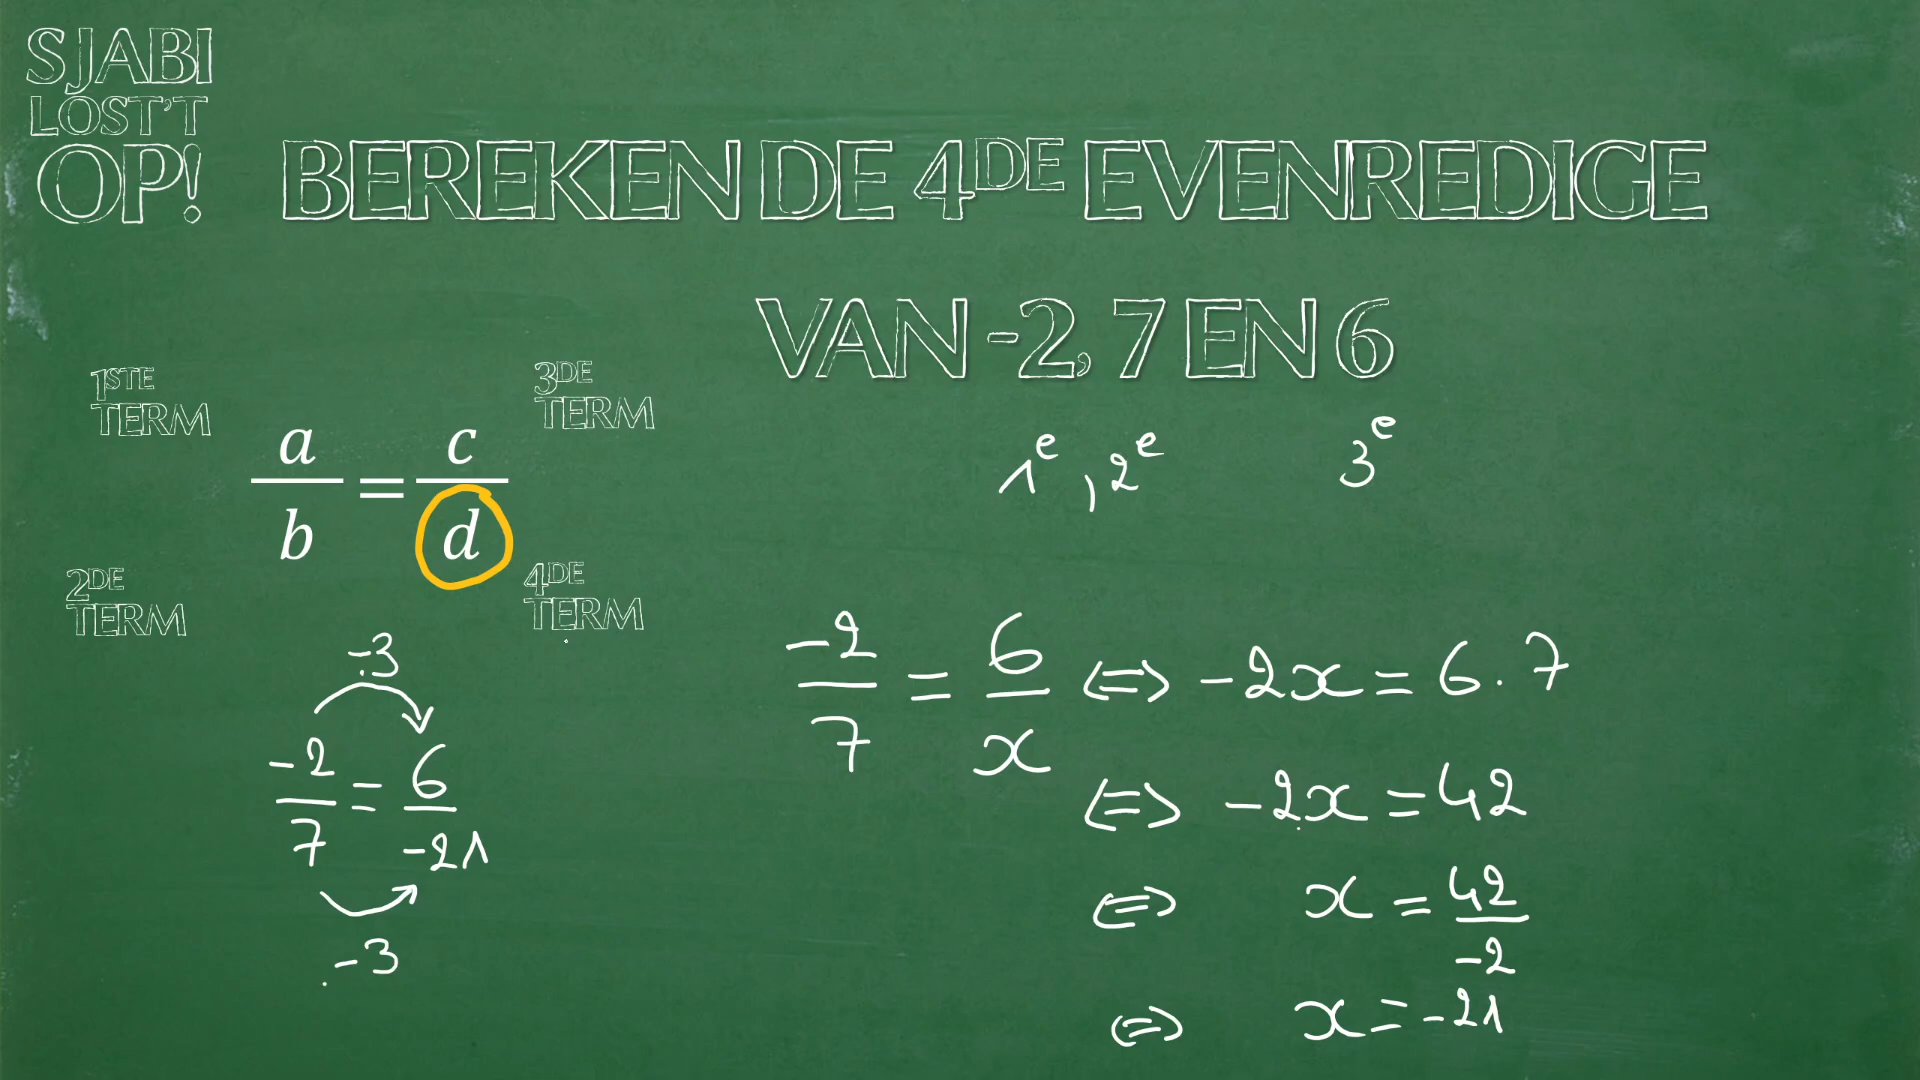 SJABI
LOST'T
OP!
BEREKEN DE 4DE EVENREDIGE
VAN -2, 7 EN 6
1STE
TERM
3DE
TERM
a/b = c/d
2DE
TERM
4DE
TERM
1e, 2e 3e
.-3
-2/7 = 6/-21
.-3
-2/7 = 6/x ⇔ -2x = 6.7
⇔ -2x = 42
⇔ x = 42/-2
⇔ x = -21